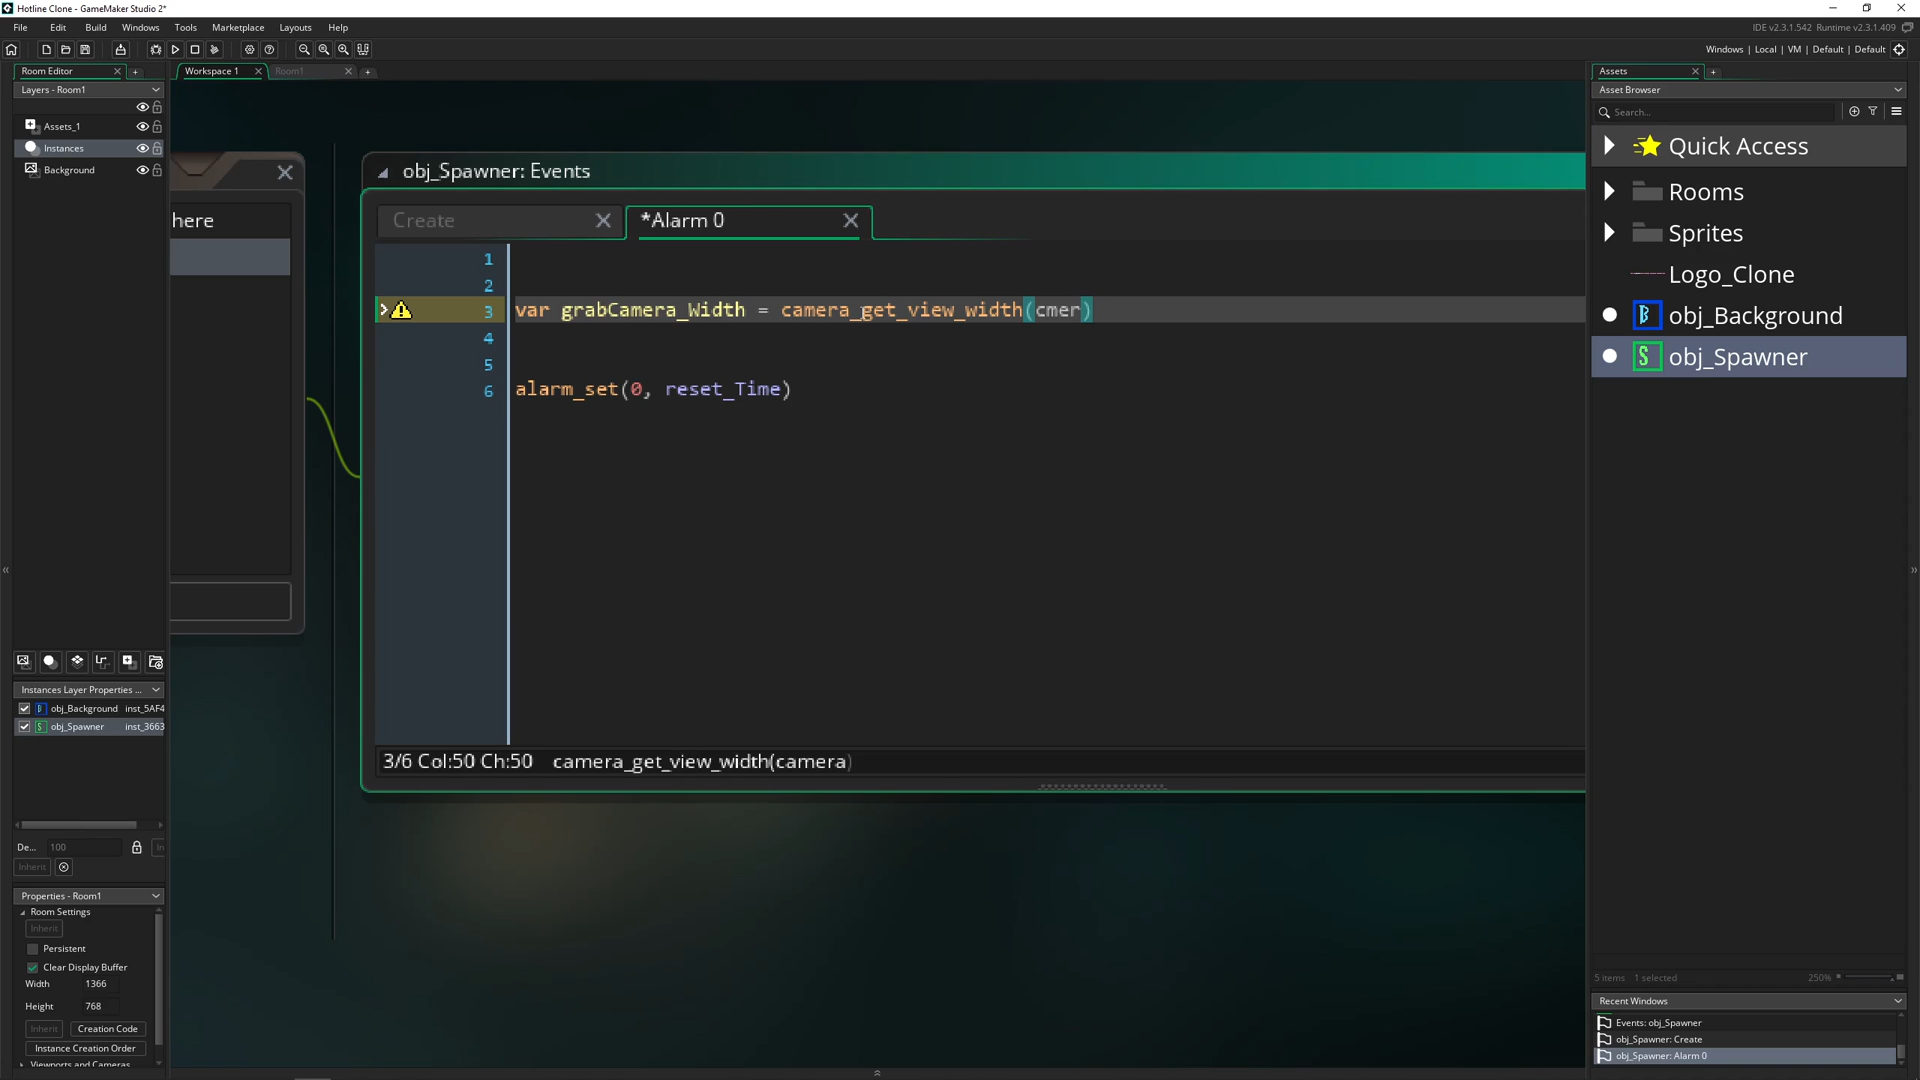 Hotline Clone - GameMaker Studio 2*
File Edit Build Windows Tools Marketplace Layouts Help
IDE v2.3.1.542 Runtime v2.3.1.409
Windows | Local | VM | Default | Default
Room Editor
Workspace 1
Room1
Assets
Layers - Room1
Asset Browser
Search...
Assets_1
Instances
Background
here
obj_Spawner: Events
Create
*Alarm 0
1
2
3 var grabCamera_Width = camera_get_view_width(cmer)
4
5
6 alarm_set(0, reset_Time)
3/6 Col:50 Ch:50 camera_get_view_width(camera)
Quick Access
Rooms
Sprites
Logo_Clone
obj_Background
obj_Spawner
Instances Layer Properties ...
obj_Background inst_5AF4
obj_Spawner inst_3663
De... 100
Inherit
Properties - Room1
Room Settings
Inherit
Persistent
Clear Display Buffer
Width 1366
Height 768
Inherit Creation Code
Instance Creation Order
Viewports and Cameras
5 items 1 selected
250%
Recent Windows
Events: obj_Spawner
obj_Spawner: Create
obj_Spawner: Alarm 0